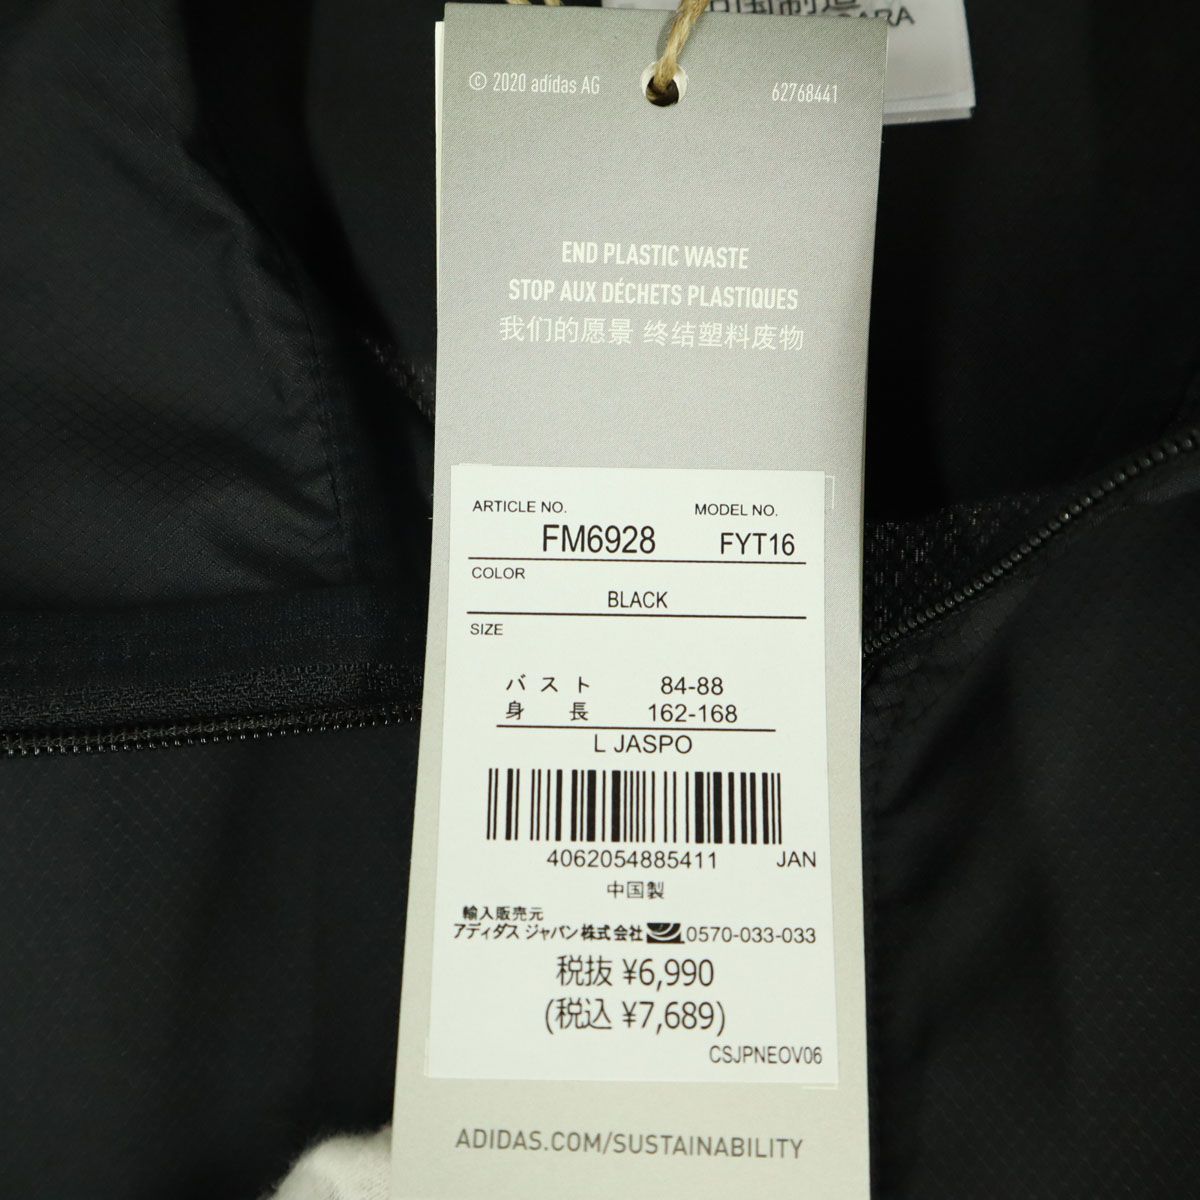 中国制造
© 2020 adidas AG
62768441
END PLASTIC WASTE
STOP AUX DÉCHETS PLASTIQUES
我们的愿景 终结塑料废物
ARTICLE NO. MODEL NO.
FM6928 FYT16
COLOR
BLACK
SIZE
バスト 84-88
身長 162-168
L JASPO
4062054885411 JAN
中国製
輸入販売元
アディダス ジャパン株式会社 0570-033-033
税抜 ¥6,990
(税込 ¥7,689)
CSJPNEOV06
ADIDAS.COM/SUSTAINABILITY